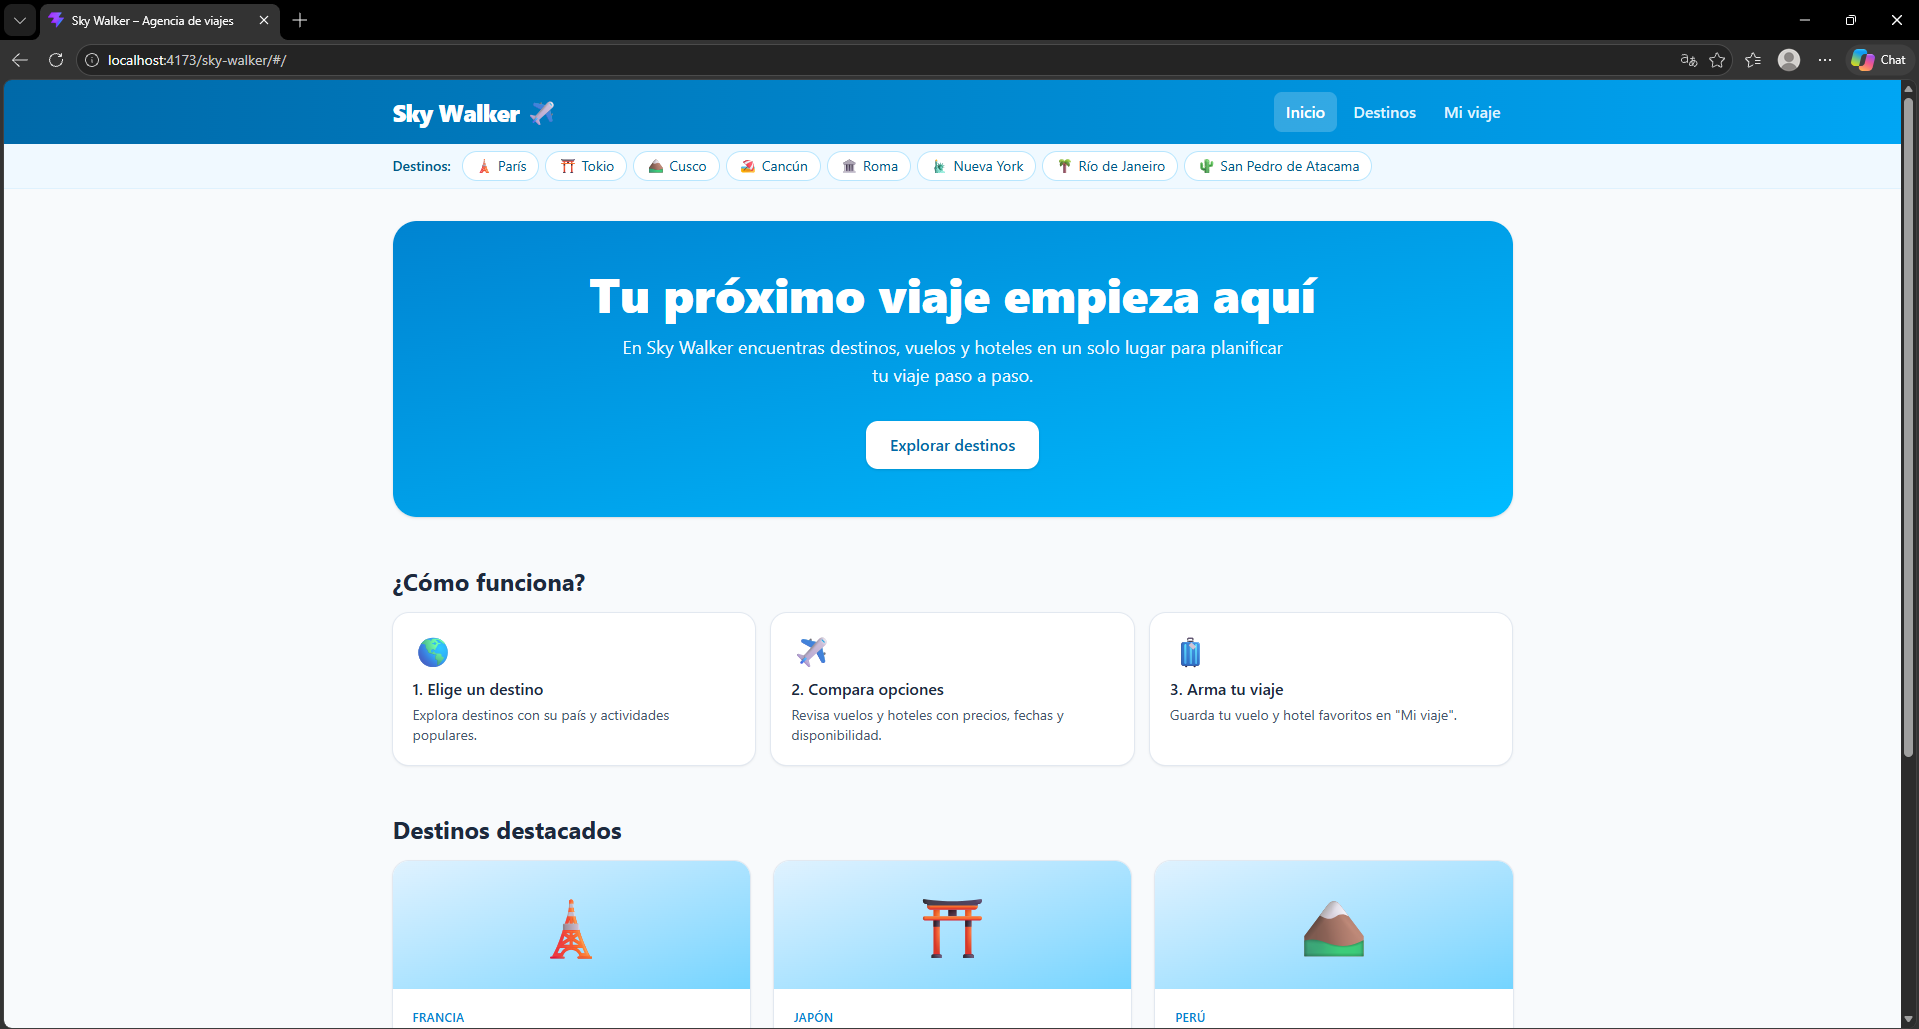 Sky Walker – Agencia de viajes
localhost:4173/sky-walker/#/
Chat
Sky Walker
Inicio
Destinos
Mi viaje
Destinos:
París
Tokio
Cusco
Cancún
Roma
Nueva York
Río de Janeiro
San Pedro de Atacama
Tu próximo viaje empieza aquí
En Sky Walker encuentras destinos, vuelos y hoteles en un solo lugar para planificar
tu viaje paso a paso.
Explorar destinos
¿Cómo funciona?
1. Elige un destino
Explora destinos con su país y actividades
populares.
2. Compara opciones
Revisa vuelos y hoteles con precios, fechas y
disponibilidad.
3. Arma tu viaje
Guarda tu vuelo y hotel favoritos en "Mi viaje".
Destinos destacados
FRANCIA
JAPÓN
PERÚ